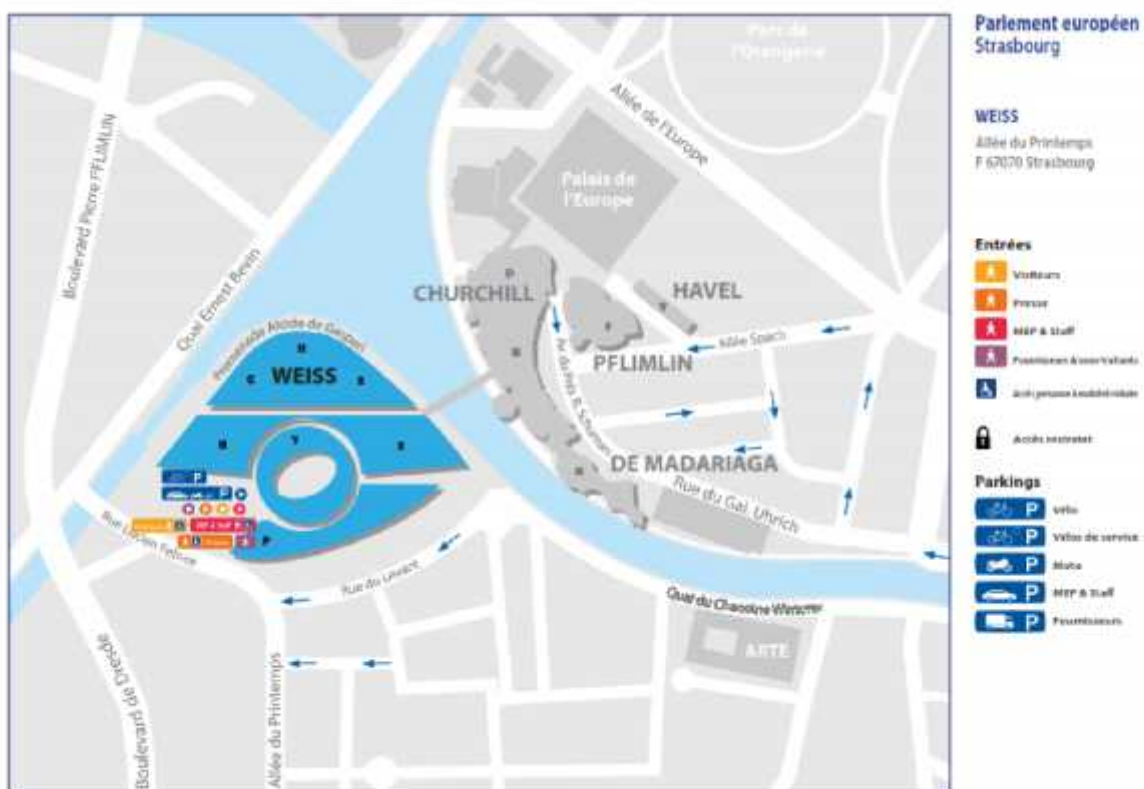 Parlement européen
Strasbourg
WEISS
Allée du Printemps
F 67070 Strasbourg
Entrées
Visiteurs
Presse
MEP & Staff
Accès restreint
Parkings
Vélo
Vélos de service
Moto
MEP & Staff
Fournisseurs
Parc de
l'Orangerie
Allée de l'Europe
Boulevard Pierre PFLIMLIN
Palais de
l'Europe
Quai Ernest Bevin
CHURCHILL
HAVEL
Allée Spach
PFLIMLIN
Av du Prés R. Schuman
Promenade Alcide de Gasperi
WEISS
DE MADARIAGA
Rue du Gal. Uhrich
P
P
MEP & Staff
P
Rue Lucien Febvre
Rue du Levant
Quai du Chanoine Winterer
ARTE
Boulevard de Dresde
Allée du Printemps